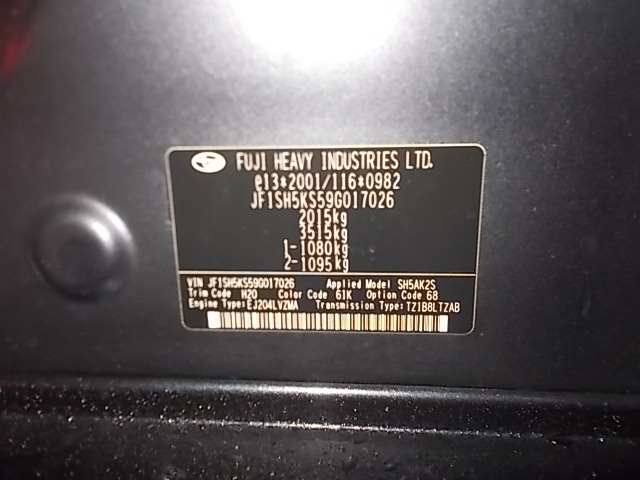 FUJI HEAVY INDUSTRIES LTD.
e13*2001/116*0982
JF1SH5KS59G017026
2015kg
3515kg
1-1080kg
2-1095kg
VIN JF1SH5KS59G017026 Applied Model SH5AK2S
Trim Code H20 Color Code 61K Option Code 68
Engine Type: EJ204LVZMA Transmission Type: TZ1B8LTZAB